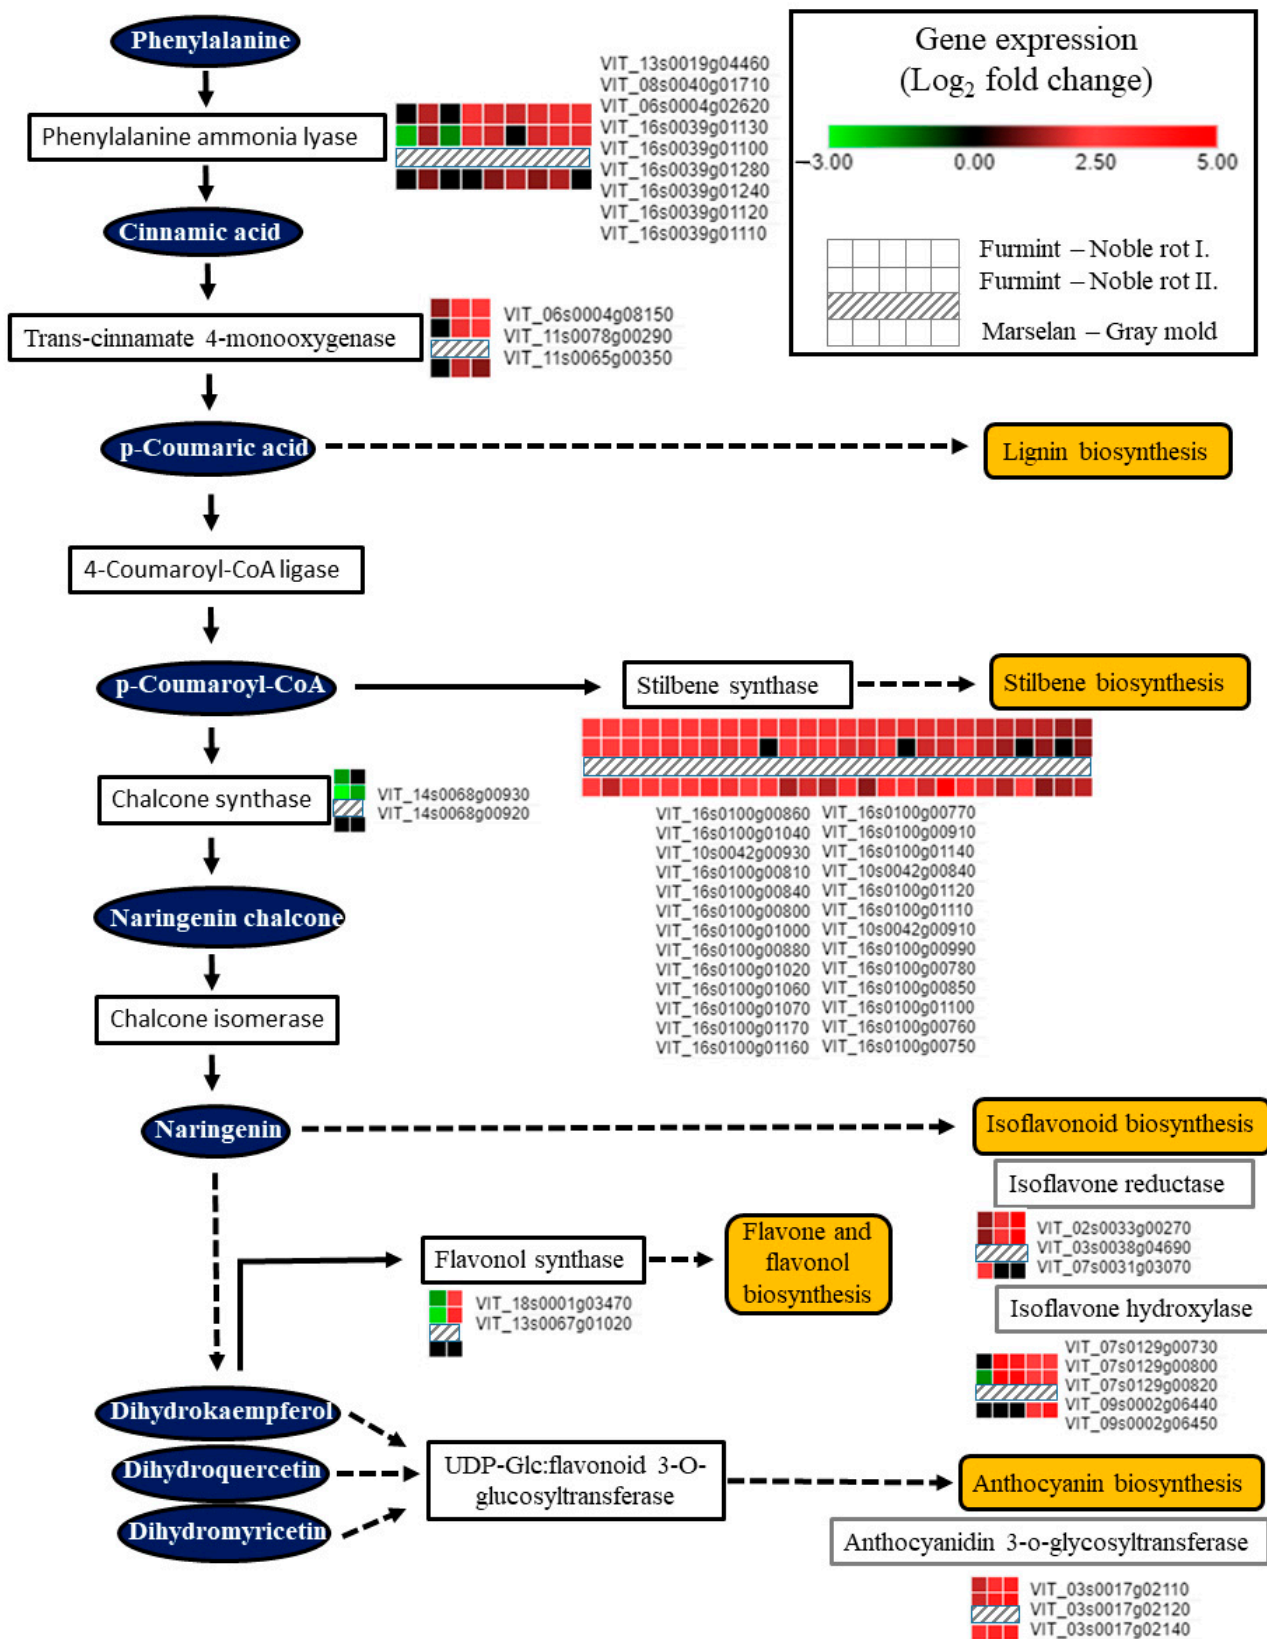 Phenylalanine
Gene expression
(Log2 fold change)
−3.00 0.00 2.50 5.00
Furmint – Noble rot I.
Furmint – Noble rot II.
Marselan – Gray mold
Phenylalanine ammonia lyase
VIT_13s0019g04460
VIT_08s0040g01710
VIT_06s0004g02620
VIT_16s0039g01130
VIT_16s0039g01100
VIT_16s0039g01280
VIT_16s0039g01240
VIT_16s0039g01120
VIT_16s0039g01110
Cinnamic acid
Trans-cinnamate 4-monooxygenase
VIT_06s0004g08150
VIT_11s0078g00290
VIT_11s0065g00350
p-Coumaric acid
Lignin biosynthesis
4-Coumaroyl-CoA ligase
p-Coumaroyl-CoA
Stilbene synthase
Stilbene biosynthesis
Chalcone synthase
VIT_14s0068g00930
VIT_14s0068g00920
VIT_16s0100g00860 VIT_16s0100g00770
VIT_16s0100g01040 VIT_16s0100g00910
VIT_10s0042g00930 VIT_16s0100g01140
VIT_16s0100g00810 VIT_10s0042g00840
VIT_16s0100g00840 VIT_16s0100g01120
VIT_16s0100g00800 VIT_16s0100g01110
VIT_16s0100g01000 VIT_10s0042g00910
VIT_16s0100g00880 VIT_16s0100g00990
VIT_16s0100g01020 VIT_16s0100g00780
VIT_16s0100g01060 VIT_16s0100g00850
VIT_16s0100g01070 VIT_16s0100g01100
VIT_16s0100g01170 VIT_16s0100g00760
VIT_16s0100g01160 VIT_16s0100g00750
Naringenin chalcone
Chalcone isomerase
Naringenin
Isoflavonoid biosynthesis
Isoflavone reductase
VIT_02s0033g00270
VIT_03s0038g04690
VIT_07s0031g03070
Flavonol synthase
VIT_18s0001g03470
VIT_13s0067g01020
Flavone and
flavonol
biosynthesis
Isoflavone hydroxylase
VIT_07s0129g00730
VIT_07s0129g00800
VIT_07s0129g00820
VIT_09s0002g06440
VIT_09s0002g06450
Dihydrokaempferol
Dihydroquercetin
Dihydromyricetin
UDP-Glc:flavonoid 3-O-
glucosyltransferase
Anthocyanin biosynthesis
Anthocyanidin 3-o-glycosyltransferase
VIT_03s0017g02110
VIT_03s0017g02120
VIT_03s0017g02140